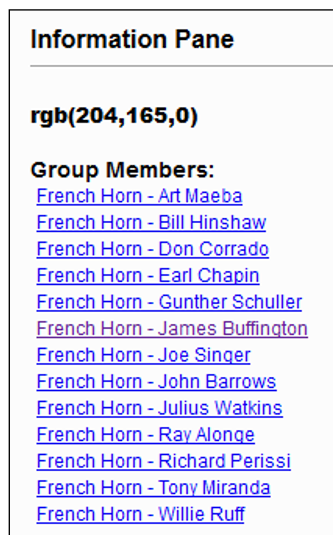 Information Pane
rgb(204,165,0)
Group Members:
French Horn - Art Maeba
French Horn - Bill Hinshaw
French Horn - Don Corrado
French Horn - Earl Chapin
French Horn - Gunther Schuller
French Horn - James Buffington
French Horn - Joe Singer
French Horn - John Barrows
French Horn - Julius Watkins
French Horn - Ray Alonge
French Horn - Richard Perissi
French Horn - Tony Miranda
French Horn - Willie Ruff